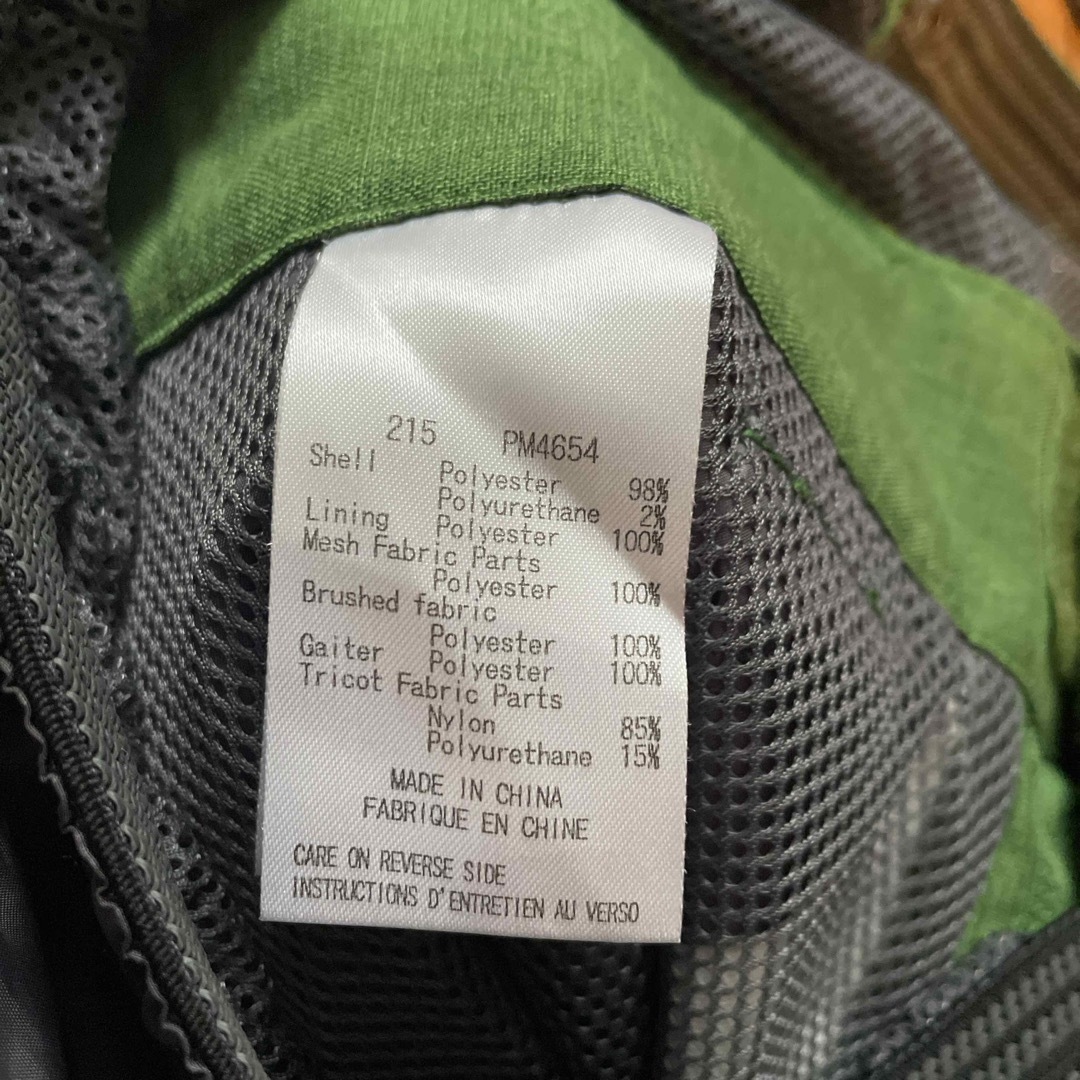 215 PM4654
Shell Polyester 98%
Polyurethane 2%
Lining Polyester 100%
Mesh Fabric Parts
Polyester 100%
Brushed fabric
Polyester 100%
Gaiter Polyester 100%
Tricot Fabric Parts
Nylon 85%
Polyurethane 15%
MADE IN CHINA
FABRIQUE EN CHINE
CARE ON REVERSE SIDE
INSTRUCTIONS D'ENTRETIEN AU VERSO